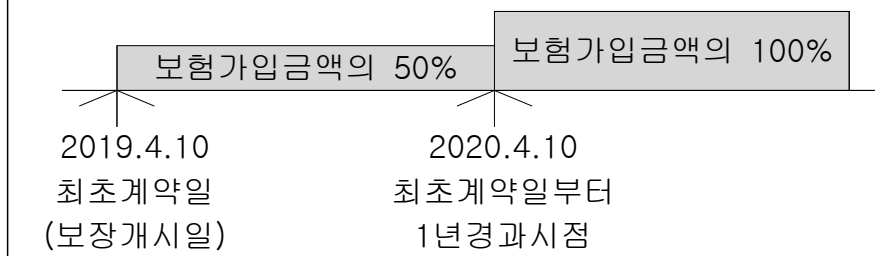 보험가입금액의 50%
보험가입금액의 100%
2019.4.10
최초계약일
(보장개시일)
2020.4.10
최초계약일부터
1년경과시점